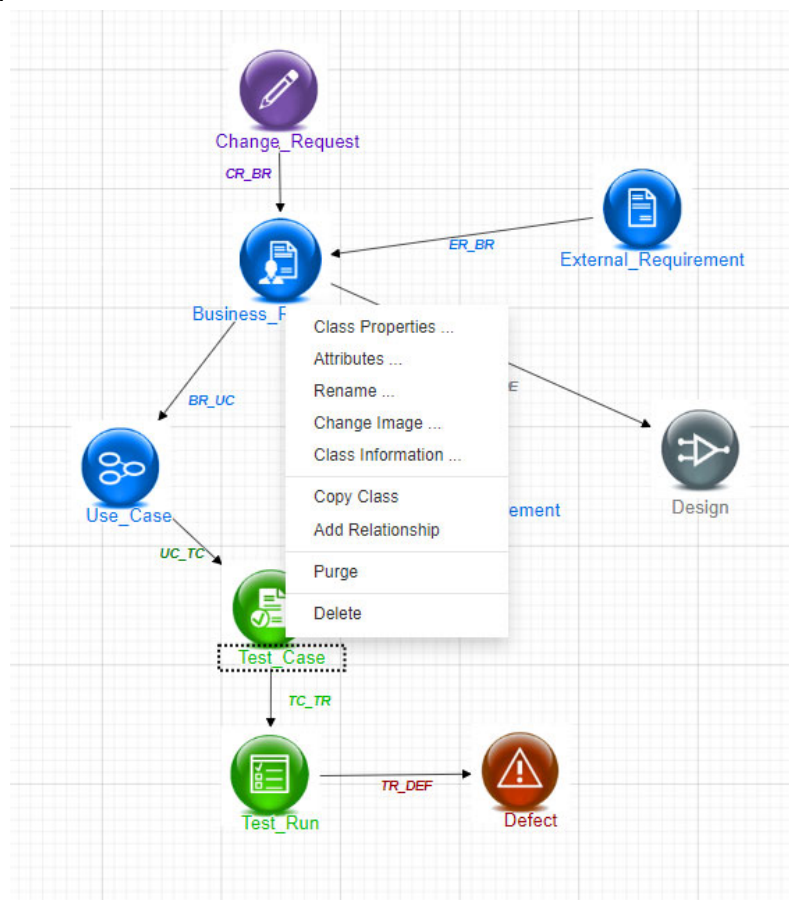 Change_Request
CR_BR
ER_BR
External_Requirement
Class Properties ...
Attributes ...
Rename ...
Change Image ...
Class Information ...
Copy Class
Add Relationship
Purge
Delete
BR_UC
Design
Use_Case
UC_TC
Test_Case
TC_TR
TR_DEF
Test_Run
Defect